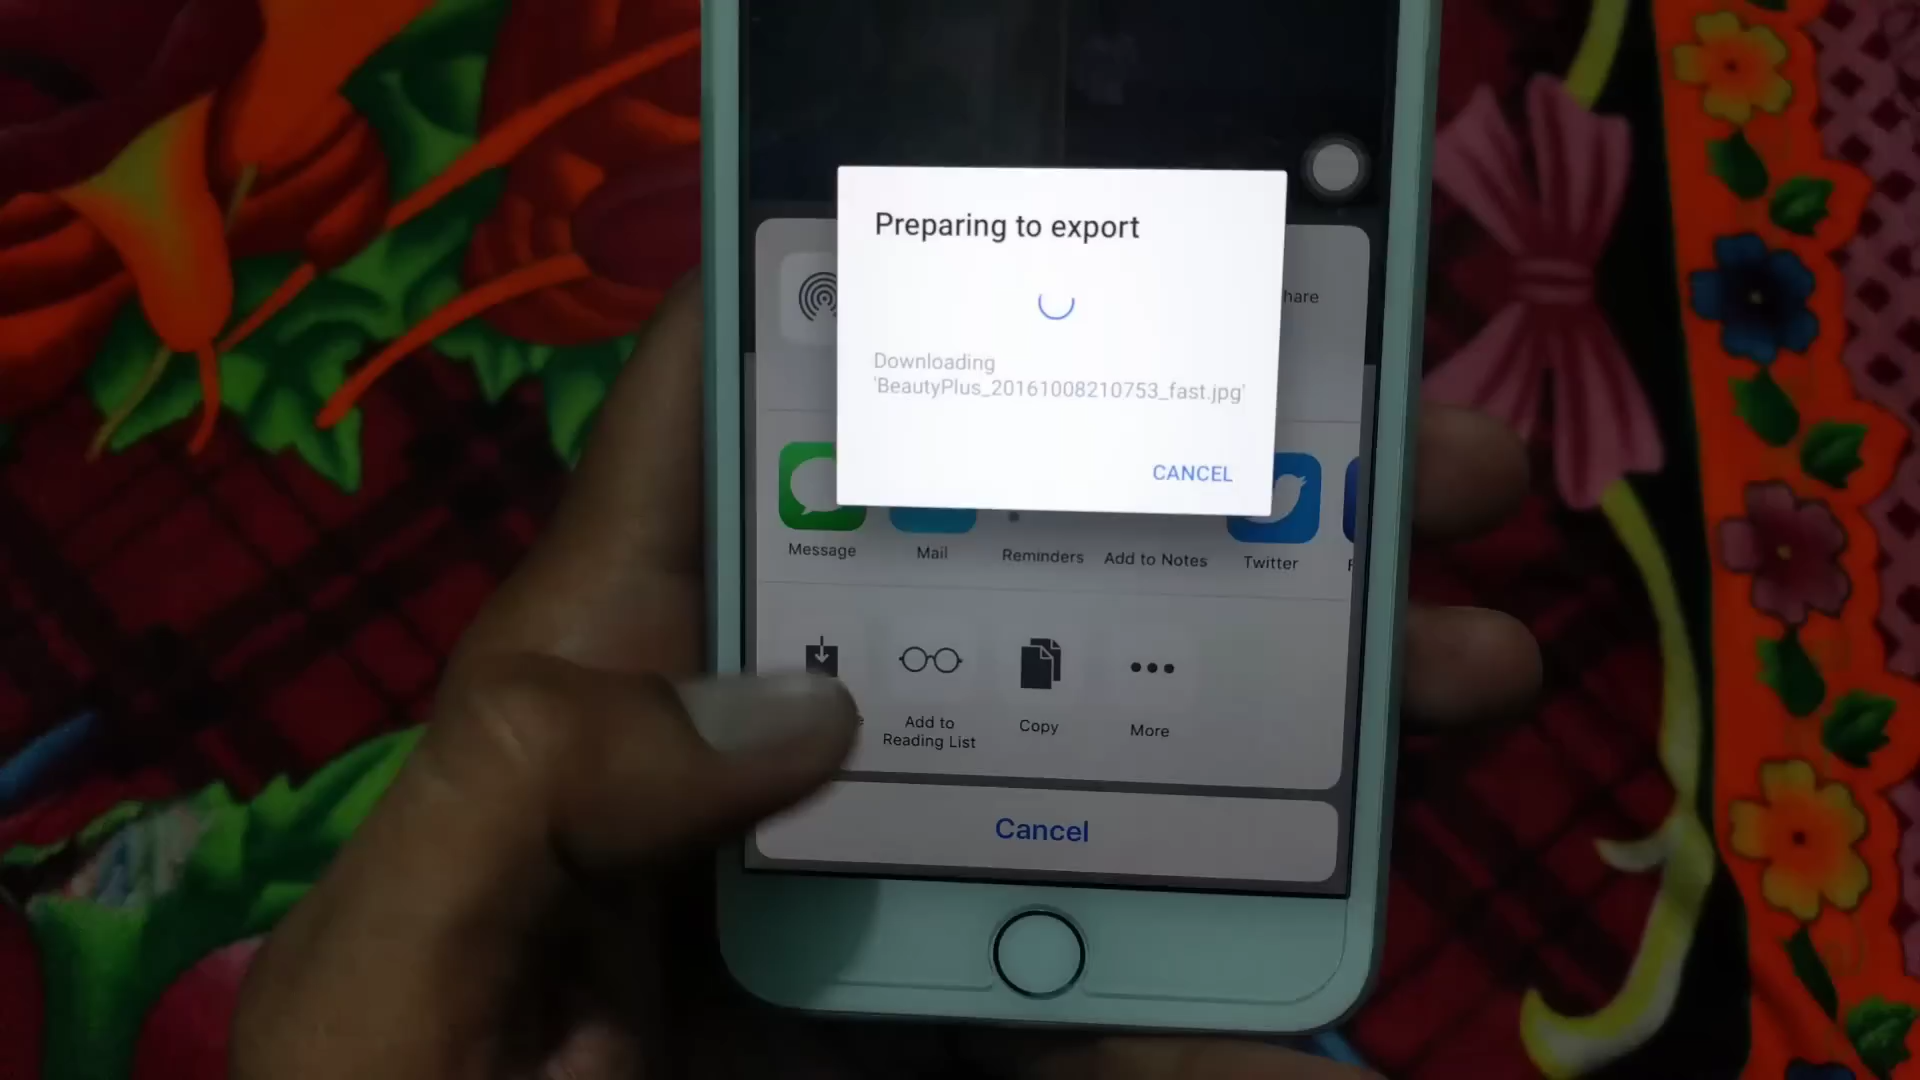 Preparing to export
hare
Downloading
'BeautyPlus_20161008210753_fast.jpg'
CANCEL
Message
Mail
Reminders
Add to Notes
Twitter
F
Add to
Reading List
Copy
More
Cancel